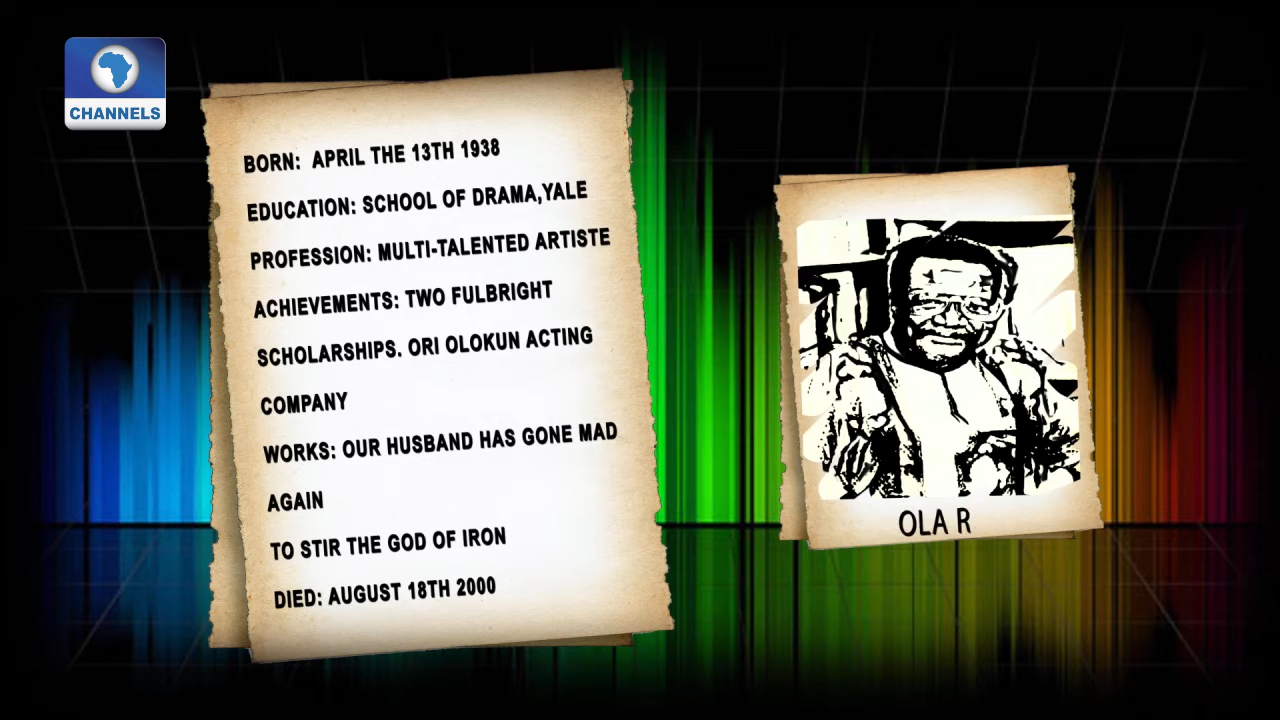 CHANNELS
BORN: APRIL THE 13TH 1938
EDUCATION: SCHOOL OF DRAMA,YALE
PROFESSION: MULTI-TALENTED ARTISTE
ACHIEVEMENTS: TWO FULBRIGHT
SCHOLARSHIPS. ORI OLOKUN ACTING
COMPANY
WORKS: OUR HUSBAND HAS GONE MAD
AGAIN
TO STIR THE GOD OF IRON
DIED: AUGUST 18TH 2000
OLA R